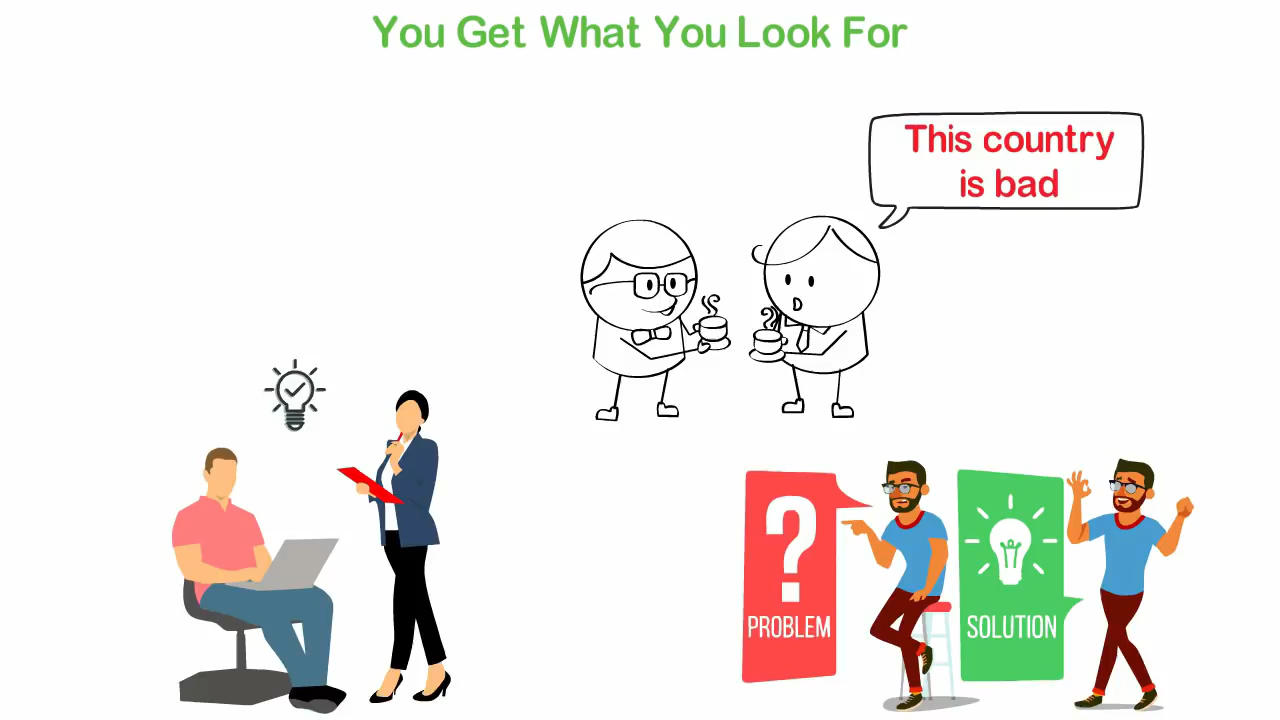 You Get What You Look For
This country
is bad
?
PROBLEM
SOLUTION